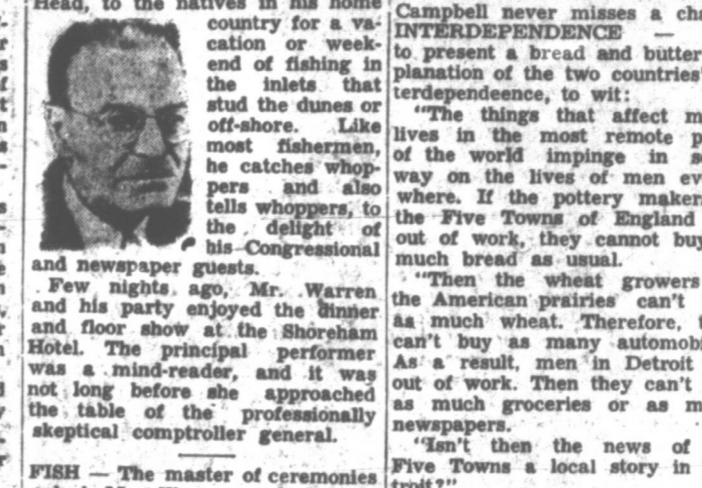 Head, to the natives in his home
country for a va-
cation or week-
end of fishing in
the inlets that
stud the dunes or
off-shore. Like
most fishermen,
he catches whop-
pers and also
tells whoppers, to
the delight of
his Congressional
and newspaper guests.
Few nights ago, Mr. Warren
and his party enjoyed the dinner
and floor show at the Shoreham
Hotel. The principal performer
was a mind-reader, and it was
not long before she approached
the table of the professionally
skeptical comptroller general.
FISH — The master of ceremonies
Campbell never misses a cha
INTERDEPENDENCE —
to present a bread and butter
planation of the two countries'
terdependeence, to wit:
"The things that affect m
lives in the most remote p
of the world impinge in s
way on the lives of men ev
where. If the pottery maker
the Five Towns of England
out of work, they cannot buy
much bread as usual.
"Then the wheat growers
the American prairies can't
as much wheat. Therefore, t
can't buy as many automobi
As a result, men in Detroit
out of work. Then they can't
as much groceries or as m
newspapers.
"Isn't then the news of
Five Towns a local story in
troit?"